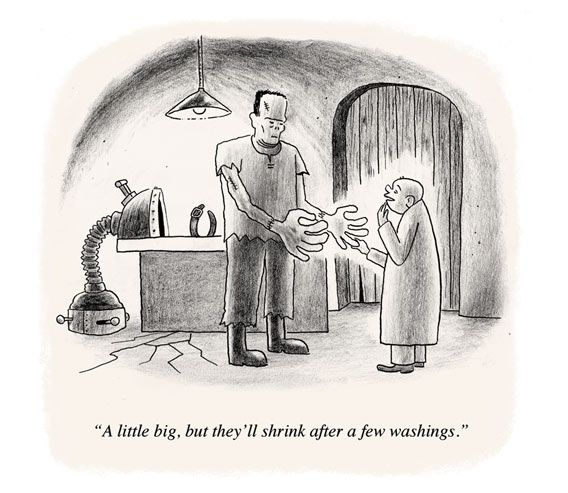 “A little big, but they’ll shrink after a few washings.”